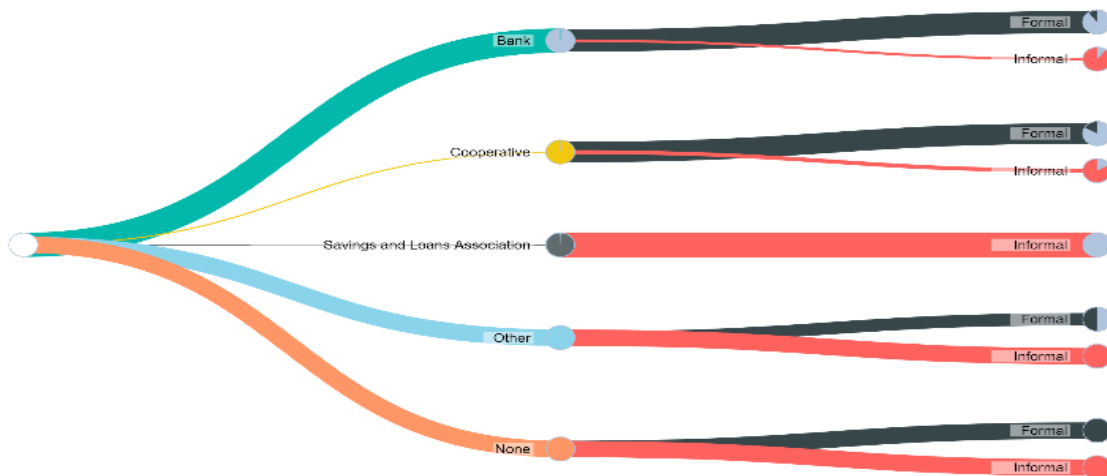 Formal
Bank
Informal
Formal
Cooperative
Informal
Savings and Loans Association
Informal
Formal
Other
Informal
Formal
None
Informal